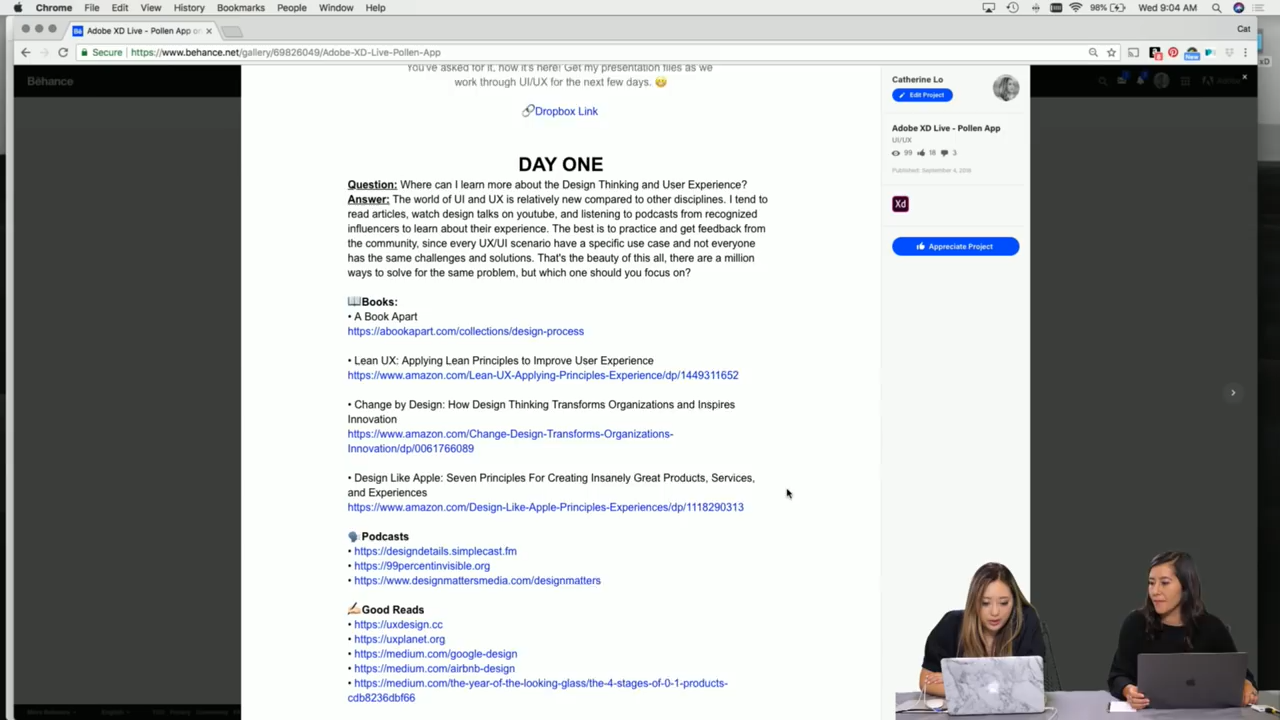 Chrome File Edit View History Bookmarks People Window Help 98% Wed 9:04 AM
Adobe XD Live - Pollen App on Cat
Secure https://www.behance.net/gallery/69826049/Adobe-XD-Live-Pollen-App
Bēhance
You've asked for it, now it's here! Get my presentation files as we
work through UI/UX for the next few days.
Dropbox Link
DAY ONE
Question: Where can I learn more about the Design Thinking and User Experience?
Answer: The world of UI and UX is relatively new compared to other disciplines. I tend to
read articles, watch design talks on youtube, and listening to podcasts from recognized
influencers to learn about their experience. The best is to practice and get feedback from
the community, since every UX/UI scenario have a specific use case and not everyone
has the same challenges and solutions. That's the beauty of this all, there are a million
ways to solve for the same problem, but which one should you focus on?
Books:
• A Book Apart
https://abookapart.com/collections/design-process
• Lean UX: Applying Lean Principles to Improve User Experience
https://www.amazon.com/Lean-UX-Applying-Principles-Experience/dp/1449311652
• Change by Design: How Design Thinking Transforms Organizations and Inspires
Innovation
https://www.amazon.com/Change-Design-Transforms-Organizations-
Innovation/dp/0061766089
• Design Like Apple: Seven Principles For Creating Insanely Great Products, Services,
and Experiences
https://www.amazon.com/Design-Like-Apple-Principles-Experiences/dp/1118290313
Podcasts
• https://designdetails.simplecast.fm
• https://99percentinvisible.org
• https://www.designmattersmedia.com/designmatters
Good Reads
• https://uxdesign.cc
• https://uxplanet.org
• https://medium.com/google-design
• https://medium.com/airbnb-design
• https://medium.com/the-year-of-the-looking-glass/the-4-stages-of-0-1-products-
cdb8236dbf66
Catherine Lo
Edit Project
Adobe XD Live - Pollen App
UI/UX
99 18 3
Published: September 4, 2018
Xd
Appreciate Project